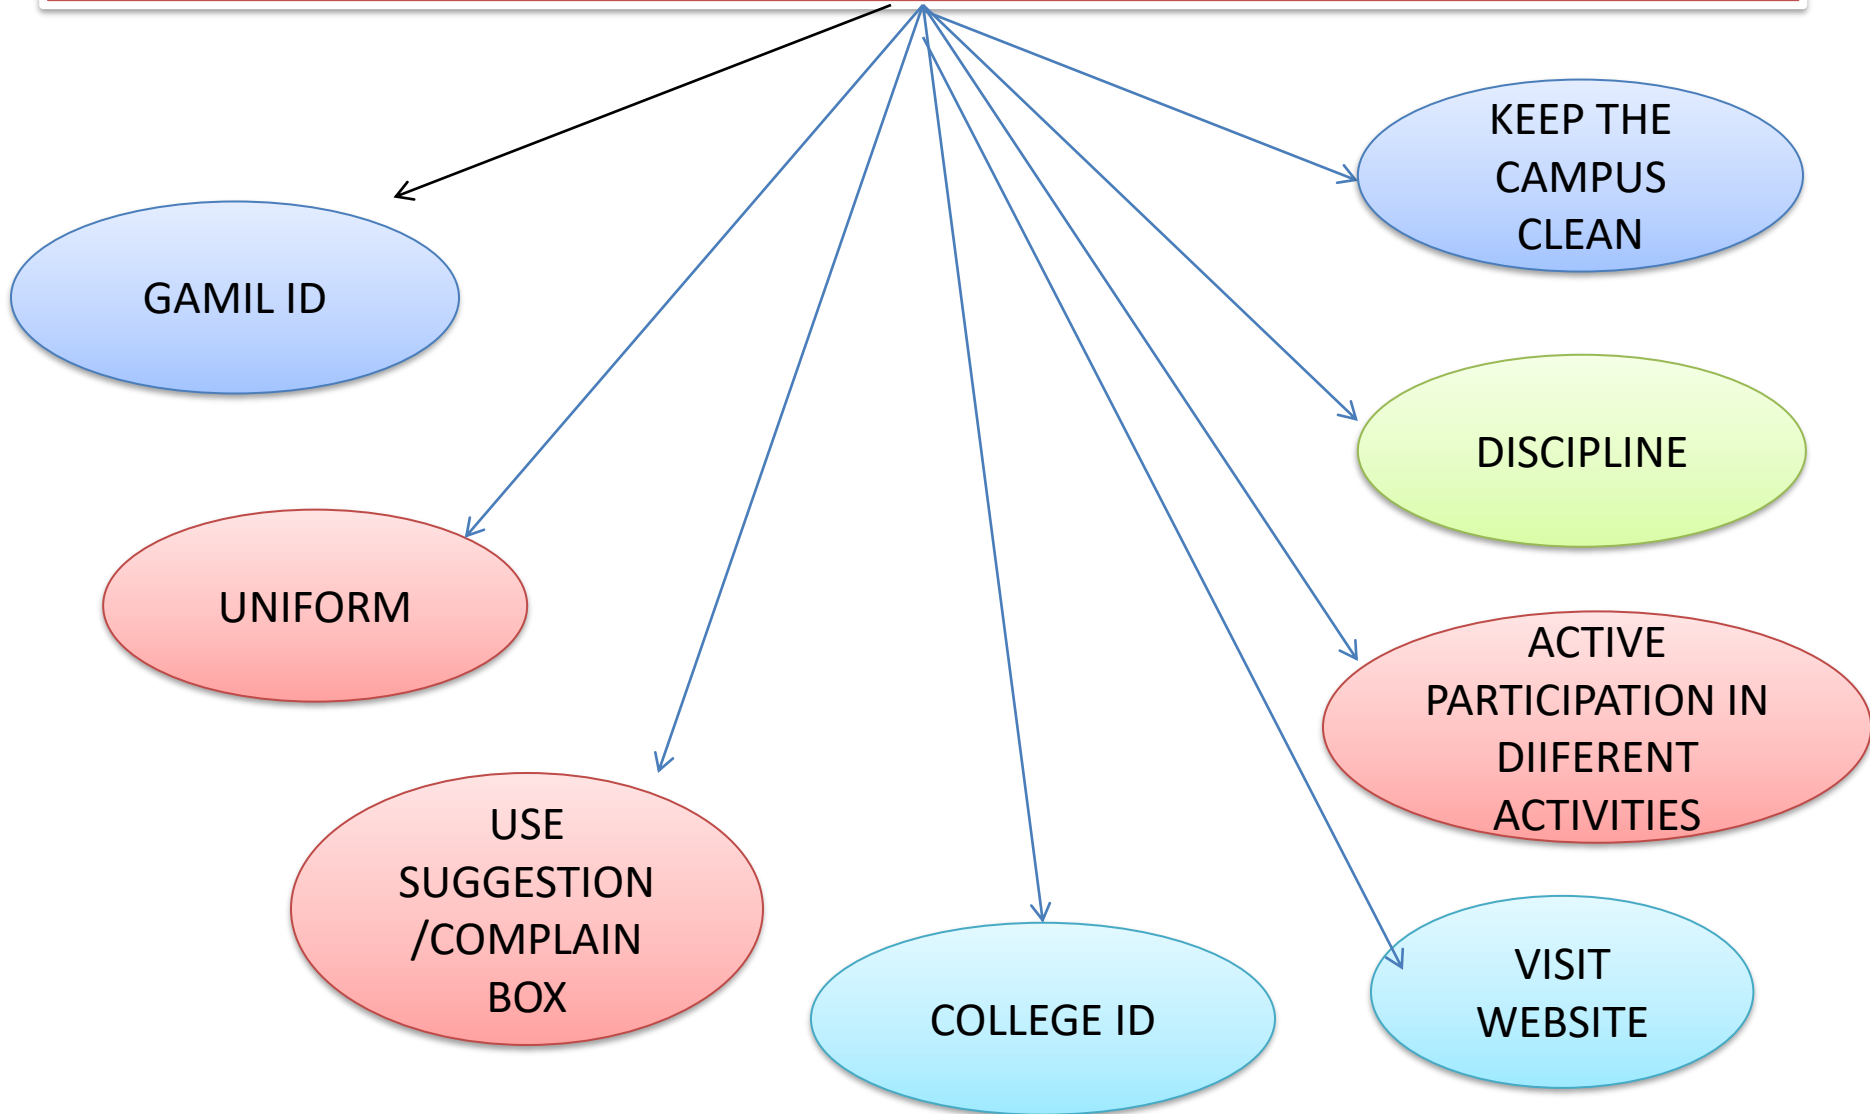 KEEP THE
CAMPUS
CLEAN
GAMIL ID
DISCIPLINE
UNIFORM
ACTIVE
PARTICIPATION IN
DIIFERENT
ACTIVITIES
USE
SUGGESTION
/COMPLAIN
BOX
COLLEGE ID
VISIT
WEBSITE